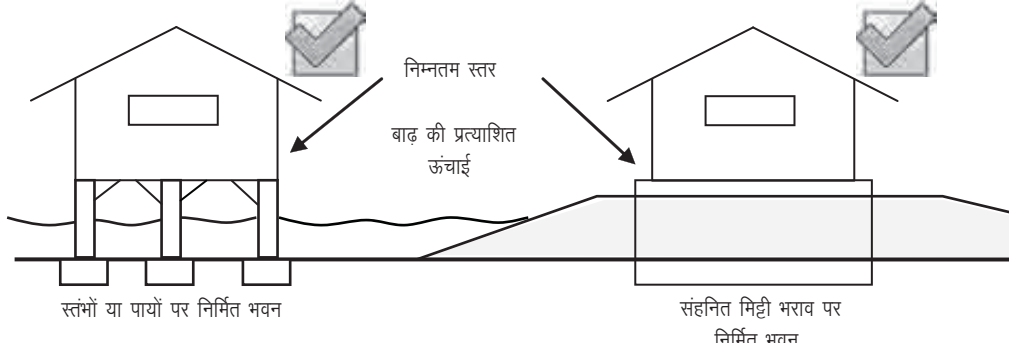 निम्नतम स्तर
बाढ़ की प्रत्याशित
ऊंचाई
स्तंभों या पायों पर निर्मित भवन
संहनित मिट्टी भराव पर
निर्मित भवन